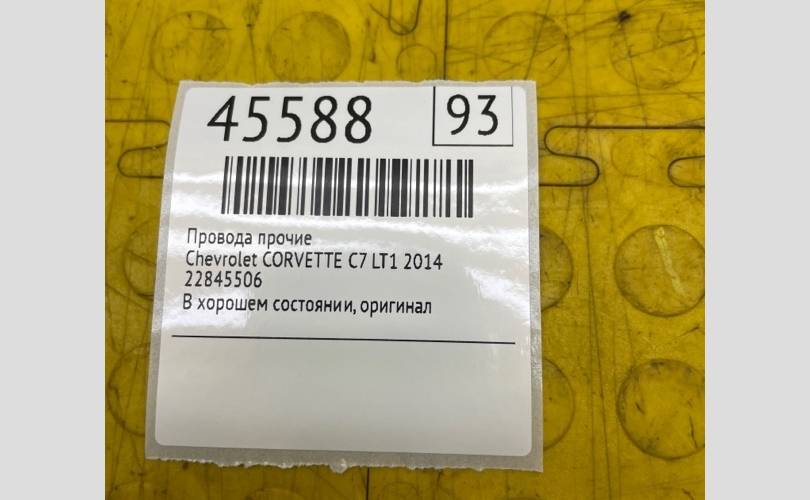 45588 93
Провода прочие
Chevrolet CORVETTE C7 LT1 2014
22845506
В хорошем состоянии, оригинал